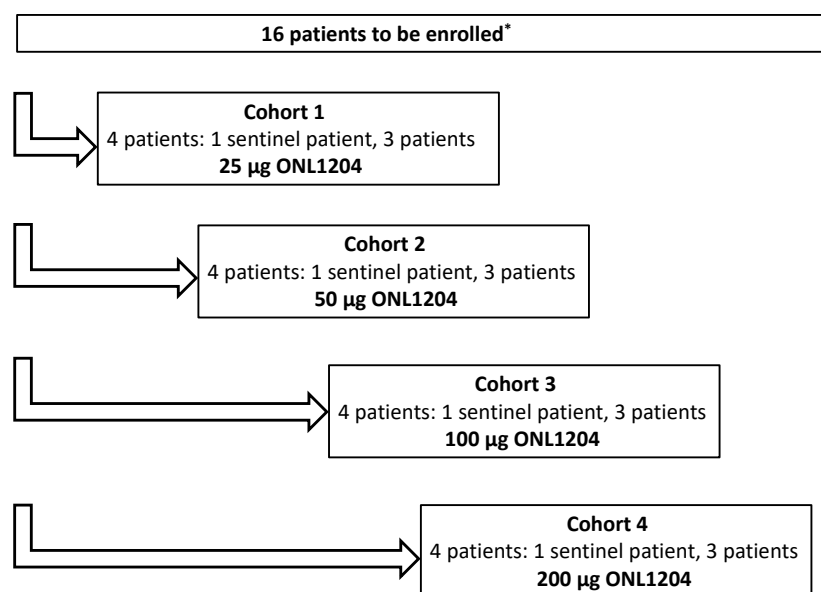 16 patients to be enrolled*
Cohort 1
4 patients: 1 sentinel patient, 3 patients
25 µg ONL1204
Cohort 2
4 patients: 1 sentinel patient, 3 patients
50 µg ONL1204
Cohort 3
4 patients: 1 sentinel patient, 3 patients
100 µg ONL1204
Cohort 4
4 patients: 1 sentinel patient, 3 patients
200 µg ONL1204